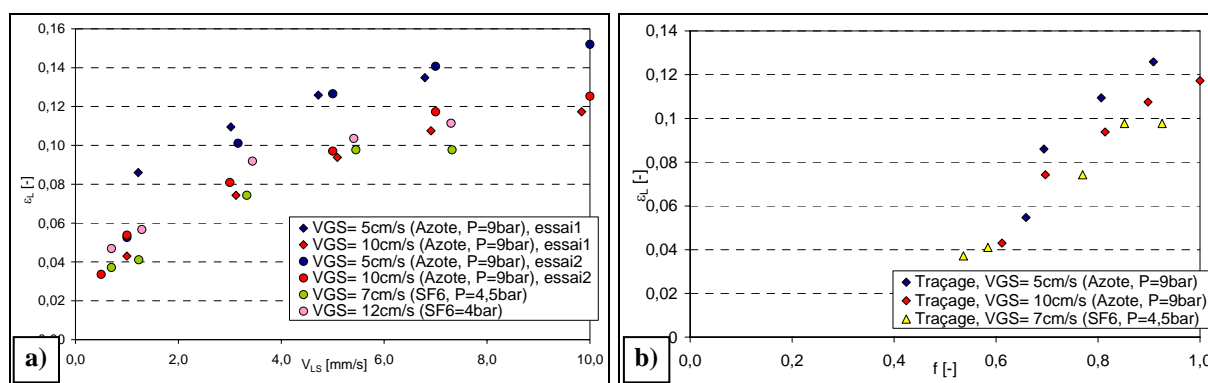 0,16
0,14
0,12
0,10
0,08
0,06
0,04
0,02
0,00
εL [-]
0,0 2,0 4,0 6,0 8,0 10,0
VLS [mm/s]
VGS= 5cm/s (Azote, P=9bar), essai1
VGS= 10cm/s (Azote, P=9bar), essai1
VGS= 5cm/s (Azote, P=9bar), essai2
VGS= 10cm/s (Azote, P=9bar), essai2
VGS= 7cm/s (SF6, P=4,5bar)
VGS= 12cm/s (SF6=4bar)
a)
0,14
0,12
0,1
0,08
0,06
0,04
0,02
0
εL [-]
0,0 0,2 0,4 0,6 0,8 1,0
f [-]
Traçage, VGS= 5cm/s (Azote, P=9bar)
Traçage, VGS= 10cm/s (Azote, P=9bar)
Traçage, VGS= 7cm/s (SF6, P=4,5bar)
b)